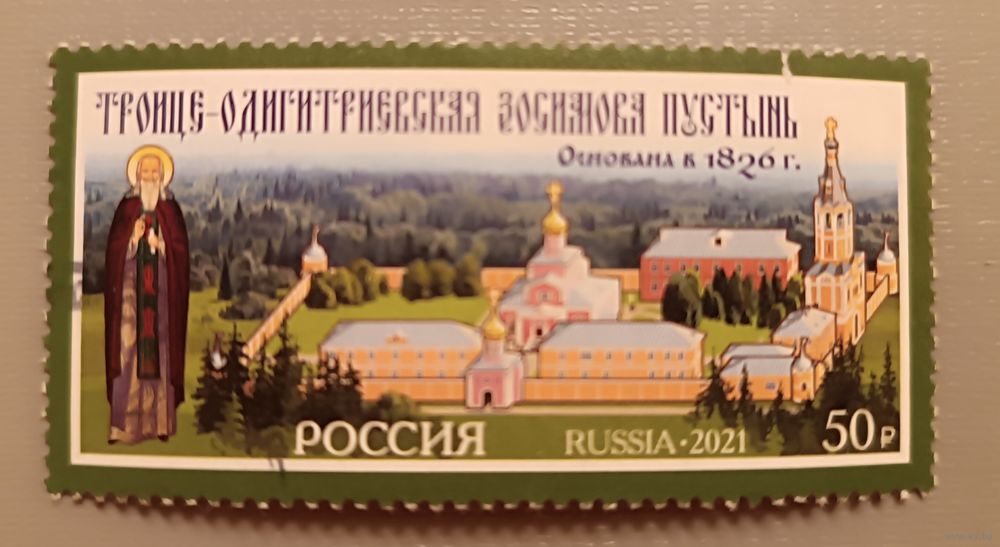 ТРОИЦЕ-ОДИГИТРИЕВСКАЯ ЗОСИМОВА ПУСТЫНЬ
ОСНОВАНА В 1826 Г.
РОССИЯ
RUSSIA·2021
50 ₽